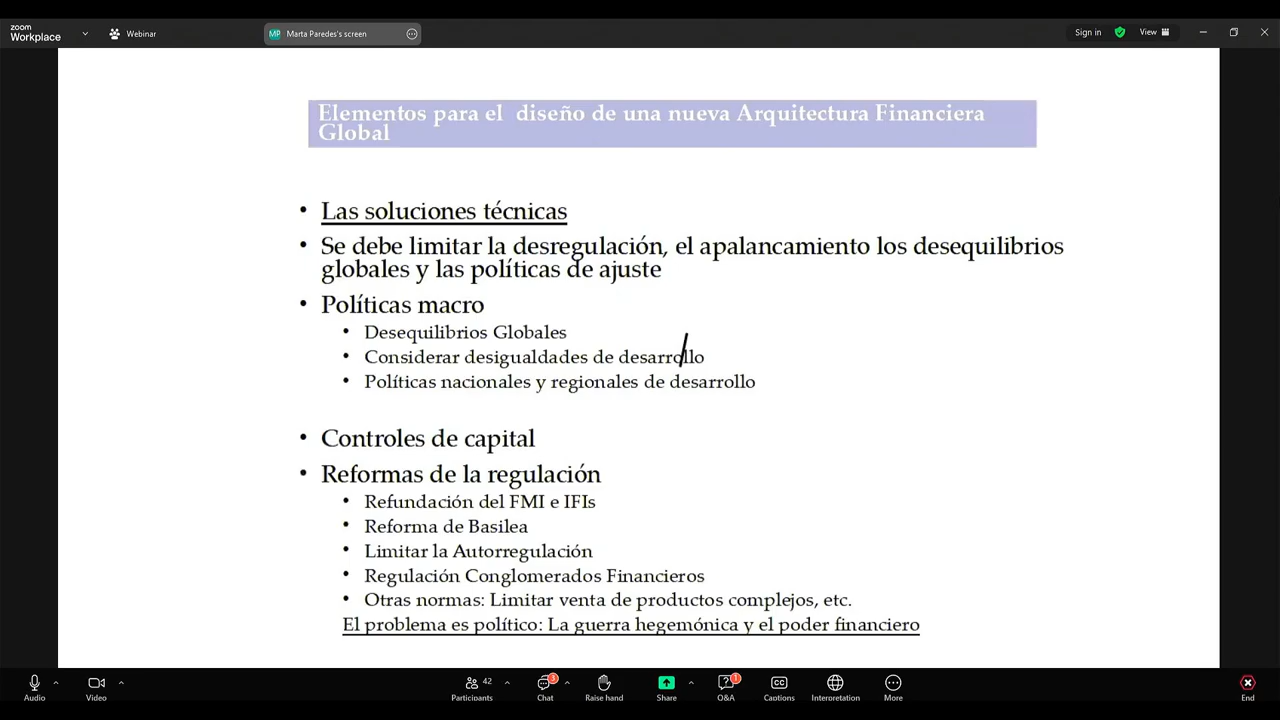 zoom
Workplace
Webinar
MP Marta Paredes's screen
Sign in
View
Elementos para el diseño de una nueva Arquitectura Financiera
Global
• Las soluciones técnicas
• Se debe limitar la desregulación, el apalancamiento los desequilibrios
globales y las políticas de ajuste
• Políticas macro
• Desequilibrios Globales
• Considerar desigualdades de desarrollo
• Políticas nacionales y regionales de desarrollo
• Controles de capital
• Reformas de la regulación
• Refundación del FMI e IFIs
• Reforma de Basilea
• Limitar la Autorregulación
• Regulación Conglomerados Financieros
• Otras normas: Limitar venta de productos complejos, etc.
El problema es político: La guerra hegemónica y el poder financiero
Audio
Video
42
Participants
3
Chat
Raise hand
Share
1
Q&A
CC
Captions
Interpretation
More
End